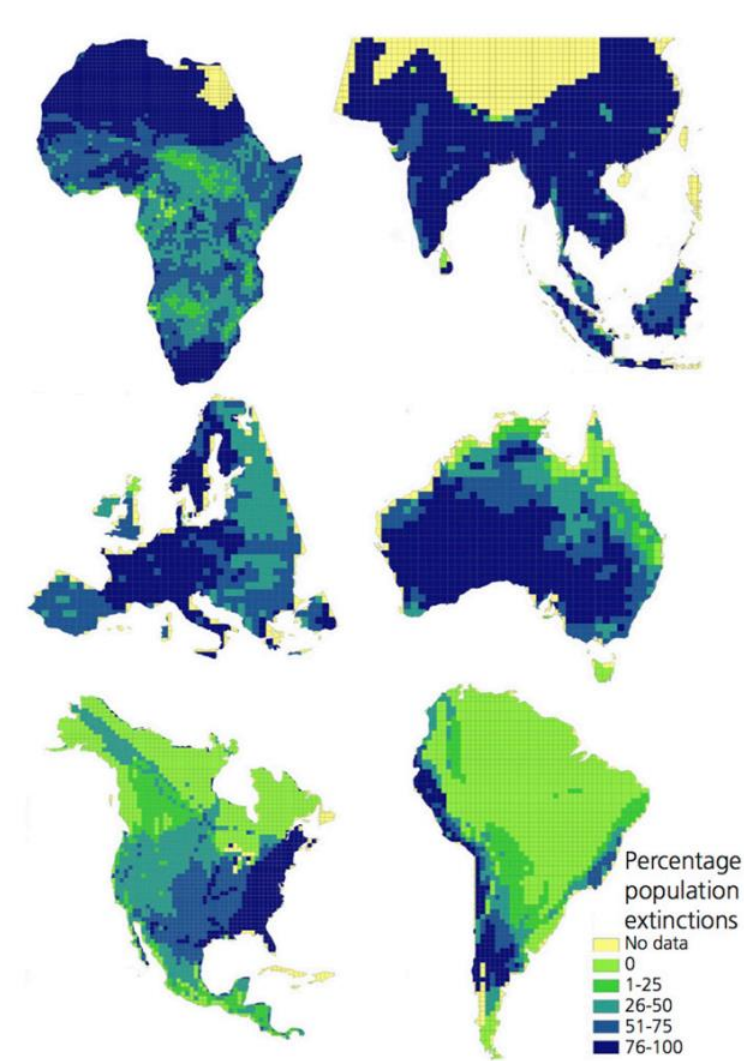 Percentage
population
extinctions
No data
0
1-25
26-50
51-75
76-100